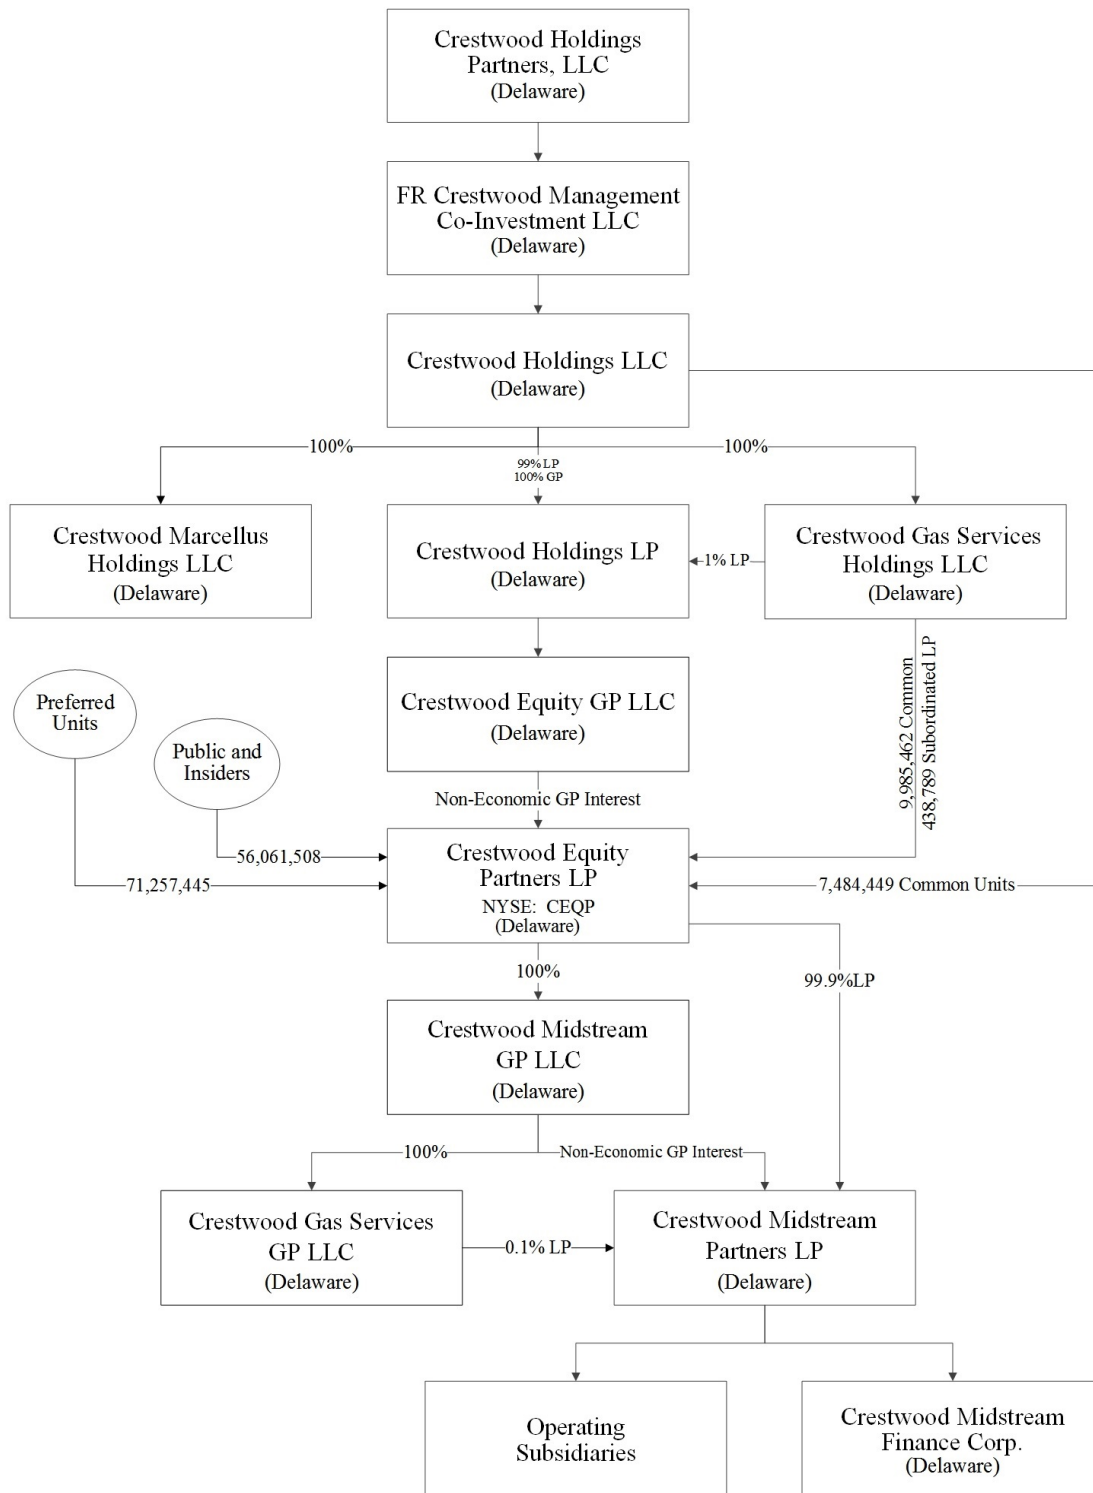 Crestwood Holdings
Partners, LLC
(Delaware)
FR Crestwood Management
Co-Investment LLC
(Delaware)
Crestwood Holdings LLC
(Delaware)
100%
99% LP
100% GP
100%
Crestwood Marcellus
Holdings LLC
(Delaware)
Crestwood Holdings LP
(Delaware)
1% LP
Crestwood Gas Services
Holdings LLC
(Delaware)
9,985,462 Common
438,789 Subordinated LP
Preferred
Units
Public and
Insiders
Crestwood Equity GP LLC
(Delaware)
Non-Economic GP Interest
56,061,508
71,257,445
Crestwood Equity
Partners LP
NYSE: CEQP
(Delaware)
7,484,449 Common Units
100%
99.9%LP
Crestwood Midstream
GP LLC
(Delaware)
100%
Non-Economic GP Interest
Crestwood Gas Services
GP LLC
(Delaware)
0.1% LP
Crestwood Midstream
Partners LP
(Delaware)
Operating
Subsidiaries
Crestwood Midstream
Finance Corp.
(Delaware)